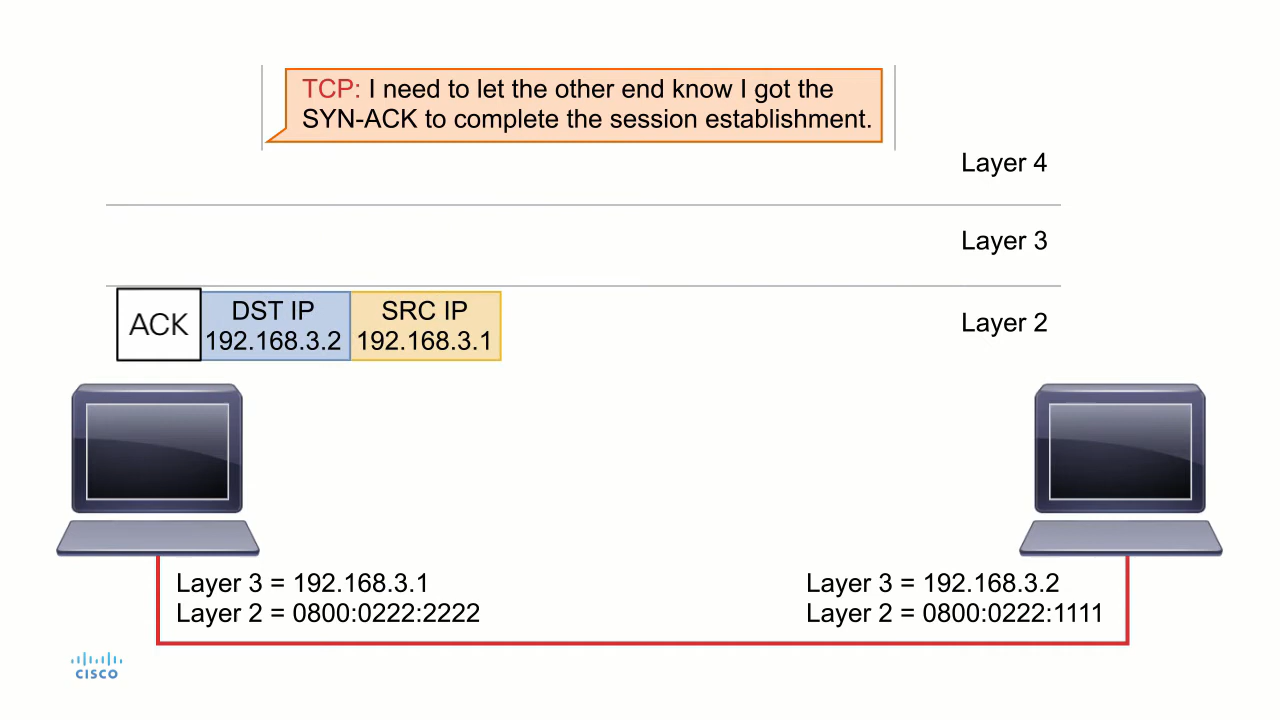 TCP: I need to let the other end know I got the
SYN-ACK to complete the session establishment.
Layer 4
Layer 3
ACK
DST IP
192.168.3.2
SRC IP
192.168.3.1
Layer 2
Layer 3 = 192.168.3.1
Layer 2 = 0800:0222:2222
Layer 3 = 192.168.3.2
Layer 2 = 0800:0222:1111
CISCO